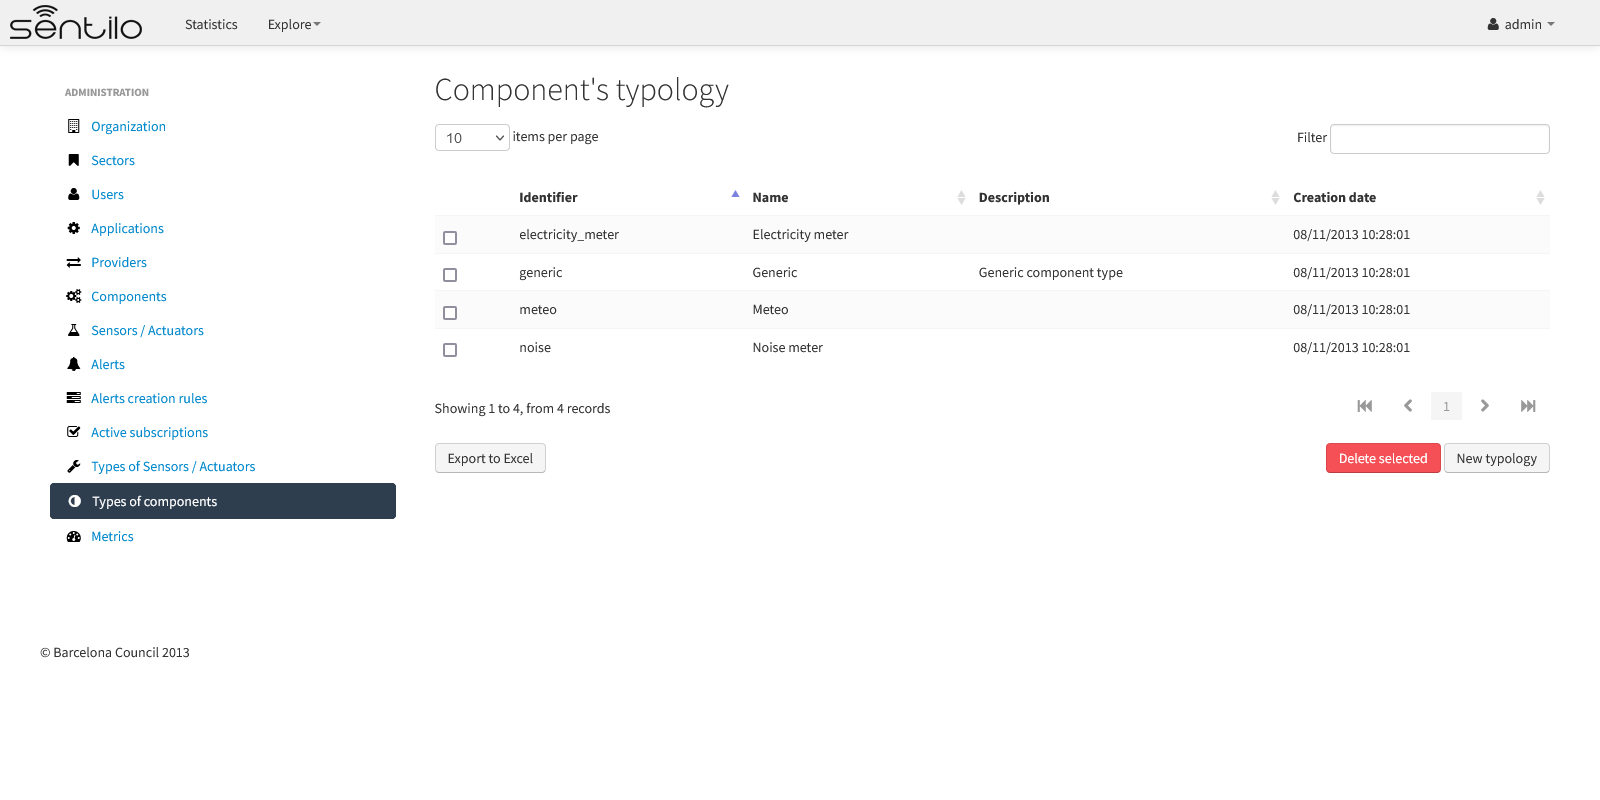 sentilo
Statistics
Explore
admin
ADMINISTRATION
Organization
Sectors
Users
Applications
Providers
Components
Sensors / Actuators
Alerts
Alerts creation rules
Active subscriptions
Types of Sensors / Actuators
Types of components
Metrics
Component's typology
10 items per page
Filter
Identifier Name Description Creation date
electricity_meter Electricity meter 08/11/2013 10:28:01
generic Generic Generic component type 08/11/2013 10:28:01
meteo Meteo 08/11/2013 10:28:01
noise Noise meter 08/11/2013 10:28:01
Showing 1 to 4, from 4 records
1
Export to Excel
Delete selected
New typology
© Barcelona Council 2013